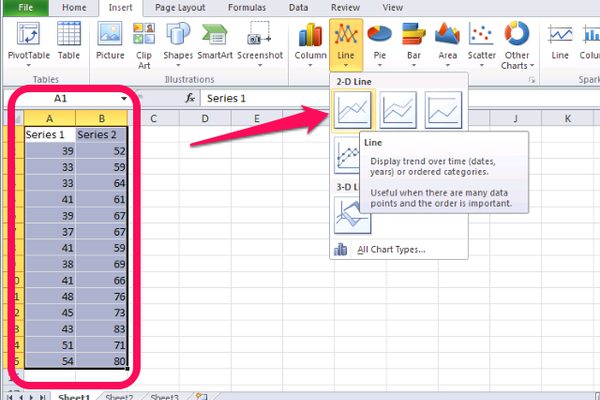 File Home Insert Page Layout Formulas Data Review View
PivotTable Table Picture Clip Art Shapes SmartArt Screenshot Column Line Pie Bar Area Scatter Other Charts Line
Tables Illustrations Spark
A1 fx Series 1
A B C D E J K
Series 1 Series 2
39 52
33 59
33 64
41 61
39 67
37 67
41 59
38 69
41 66
48 76
45 73
43 83
51 71
54 80
2-D Line
Line
Display trend over time (dates,
years) or ordered categories.
Useful when there are many data
points and the order is important.
3-D Li
All Chart Types...
Sheet1 Sheet2 Sheet3